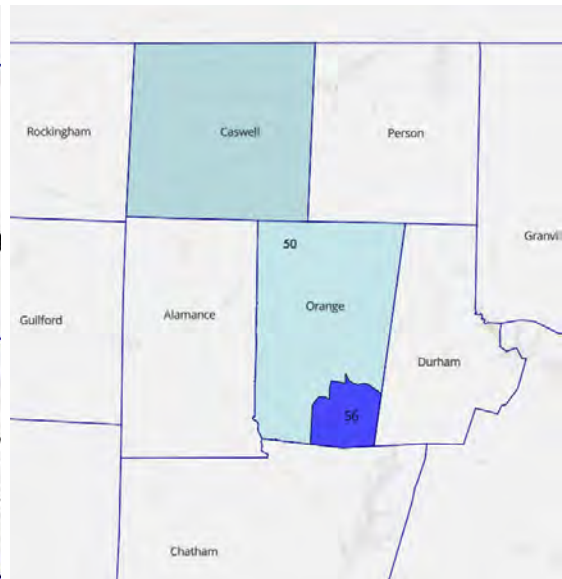 Rockingham
Caswell
Person
50
Granvil
Guilford
Alamance
Orange
Durham
56
Chatham